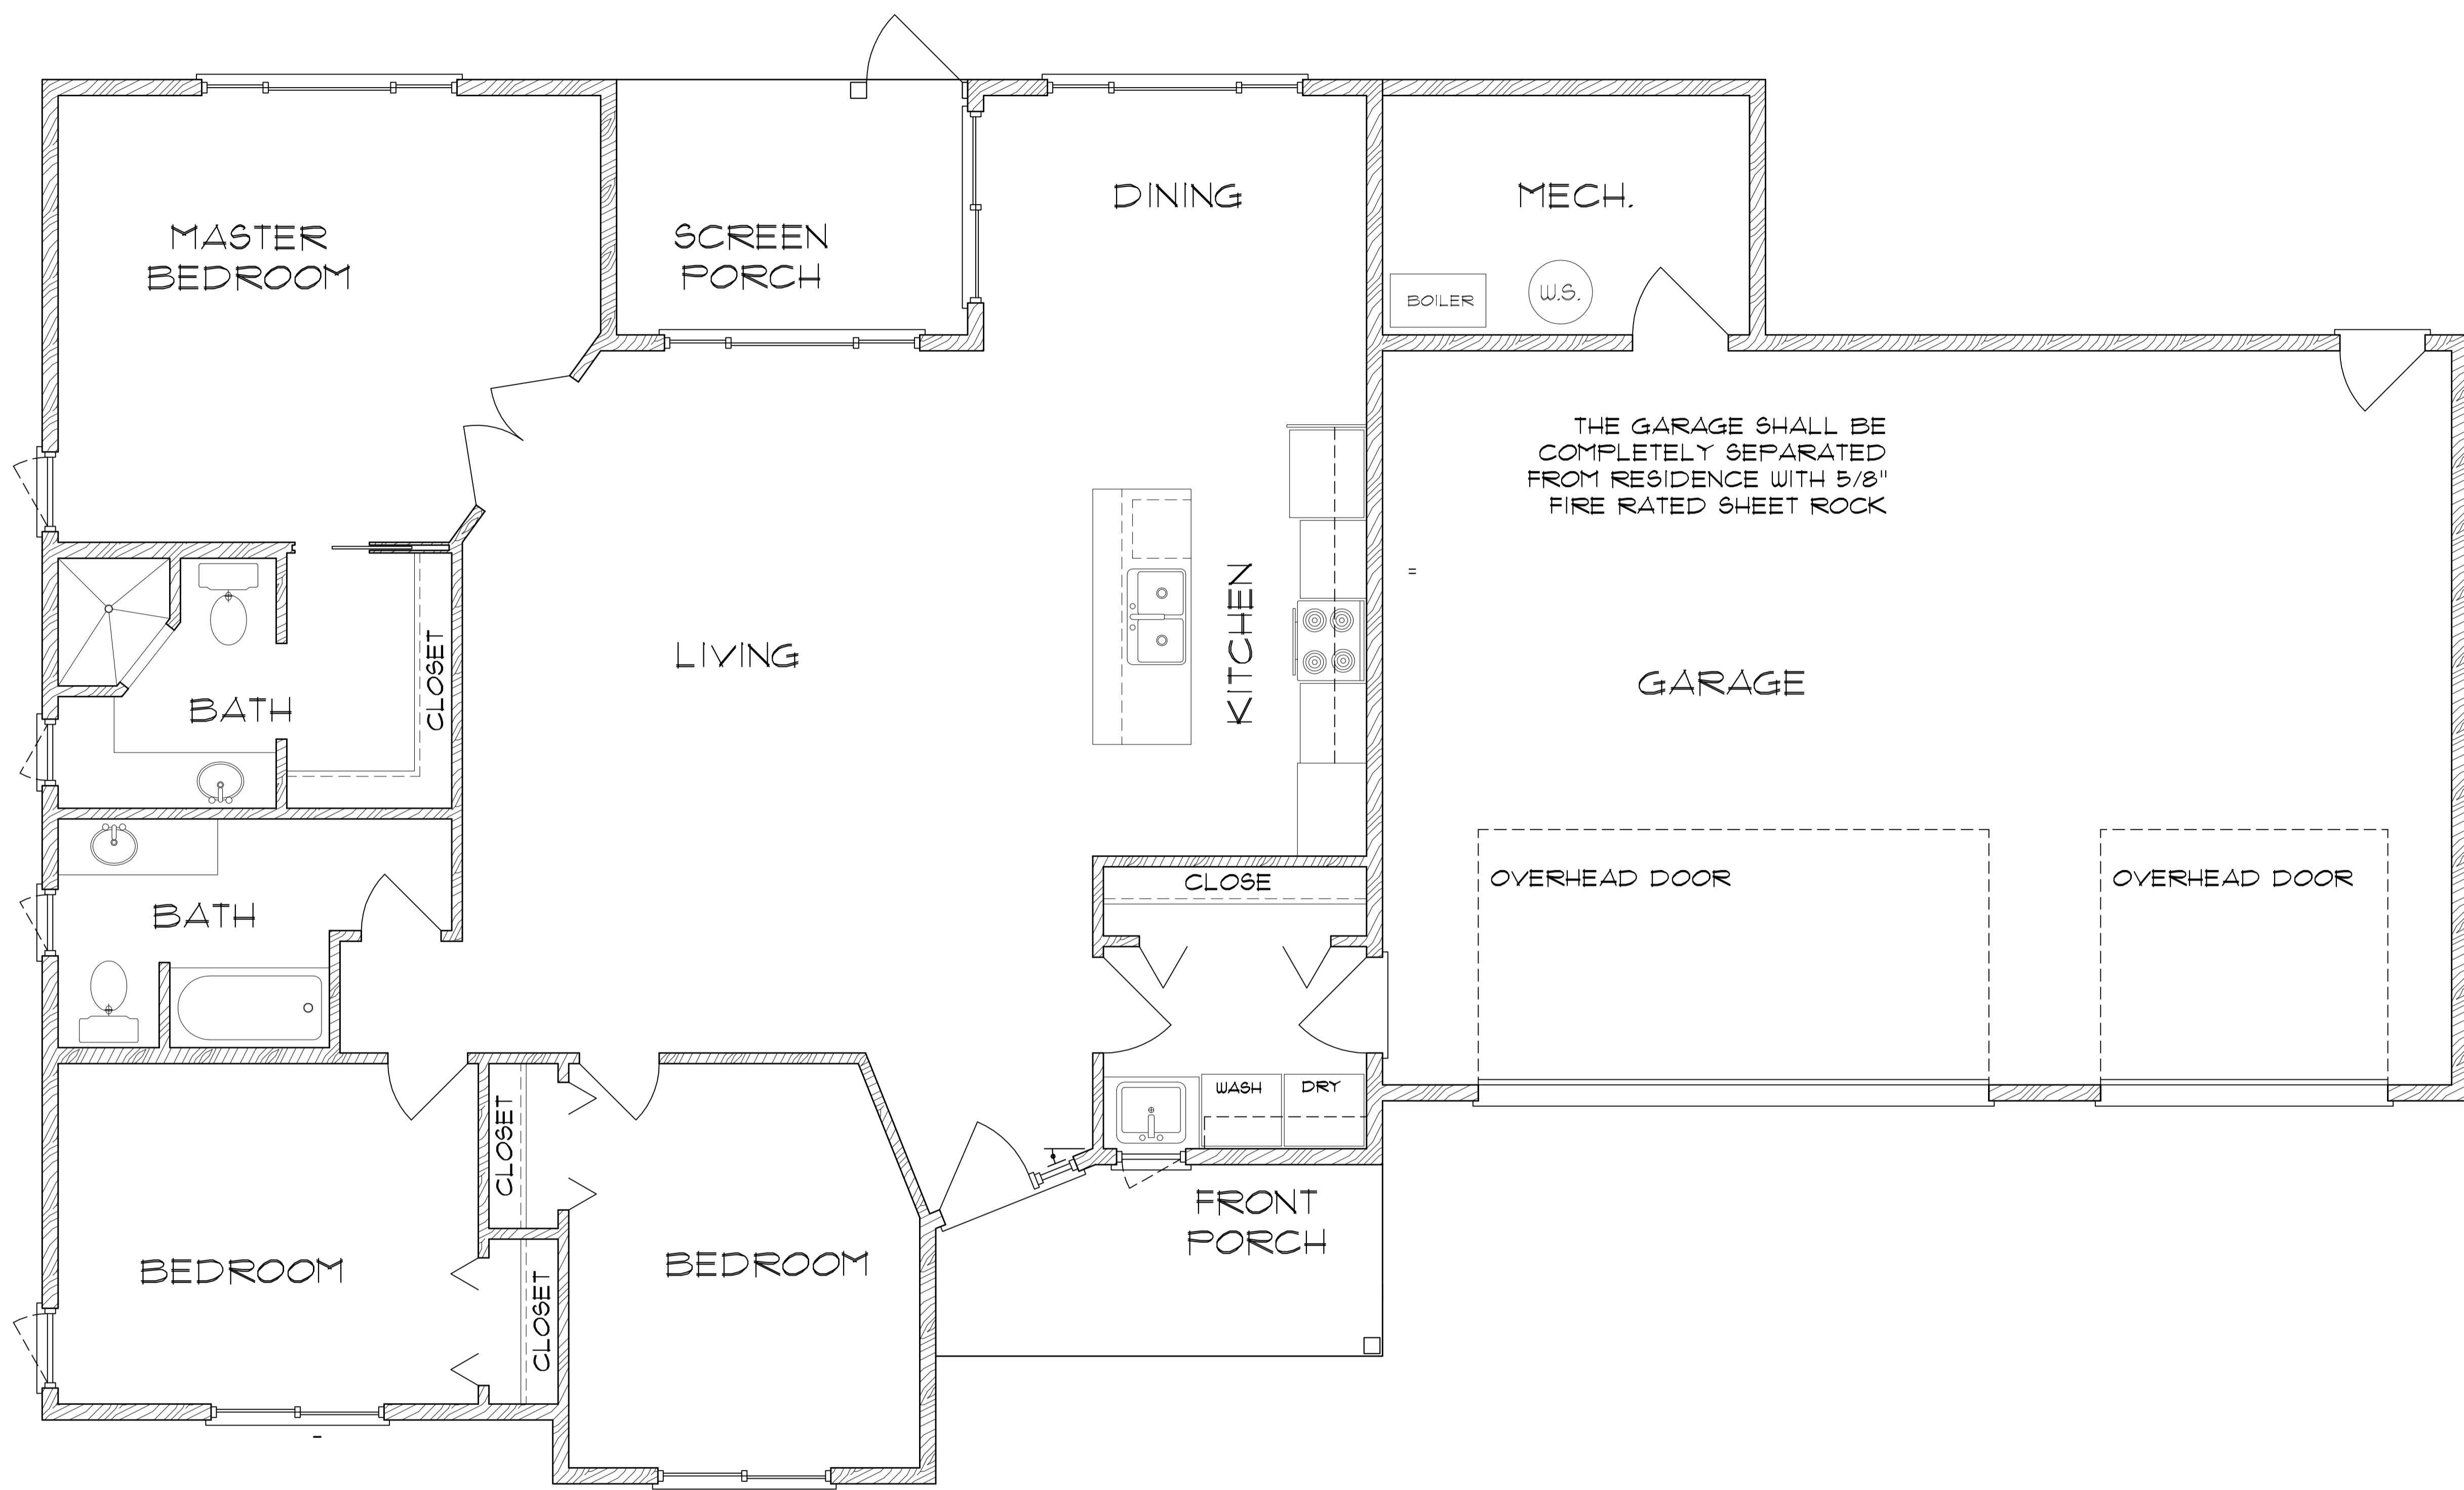 MASTER
BEDROOM
SCREEN
PORCH
DINING
MECH.
BOILER
W.S.
THE GARAGE SHALL BE
COMPLETELY SEPARATED
FROM RESIDENCE WITH 5/8"
FIRE RATED SHEET ROCK
LIVING
KITCHEN
GARAGE
BATH
CLOSET
BATH
CLOSE
OVERHEAD DOOR
OVERHEAD DOOR
WASH
DRY
CLOSET
BEDROOM
CLOSET
BEDROOM
FRONT
PORCH